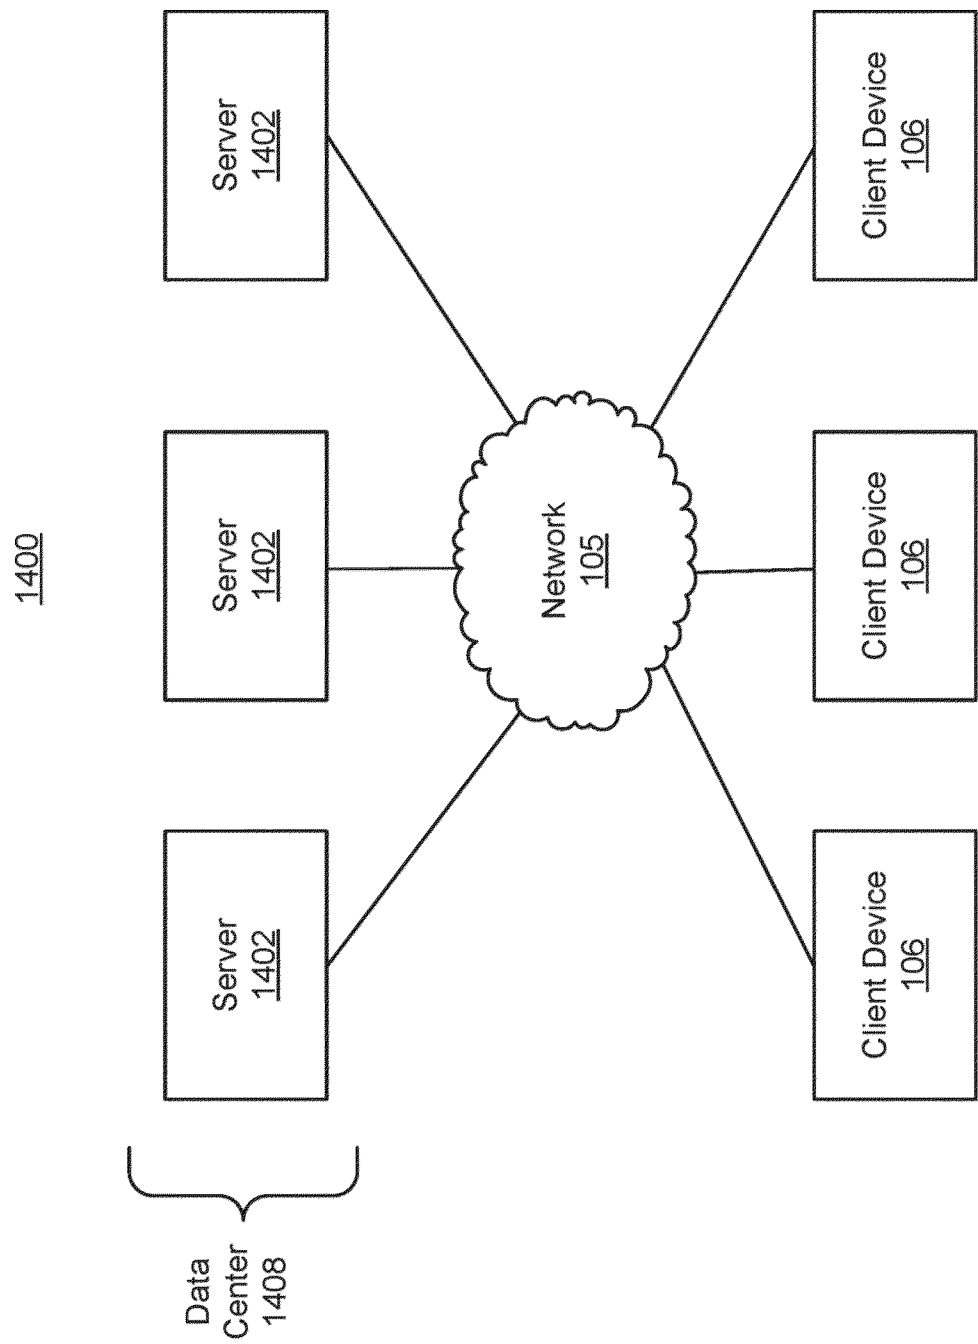 1400
Data
Center
1408
Server
1402
Server
1402
Server
1402
Network
105
Client Device
106
Client Device
106
Client Device
106